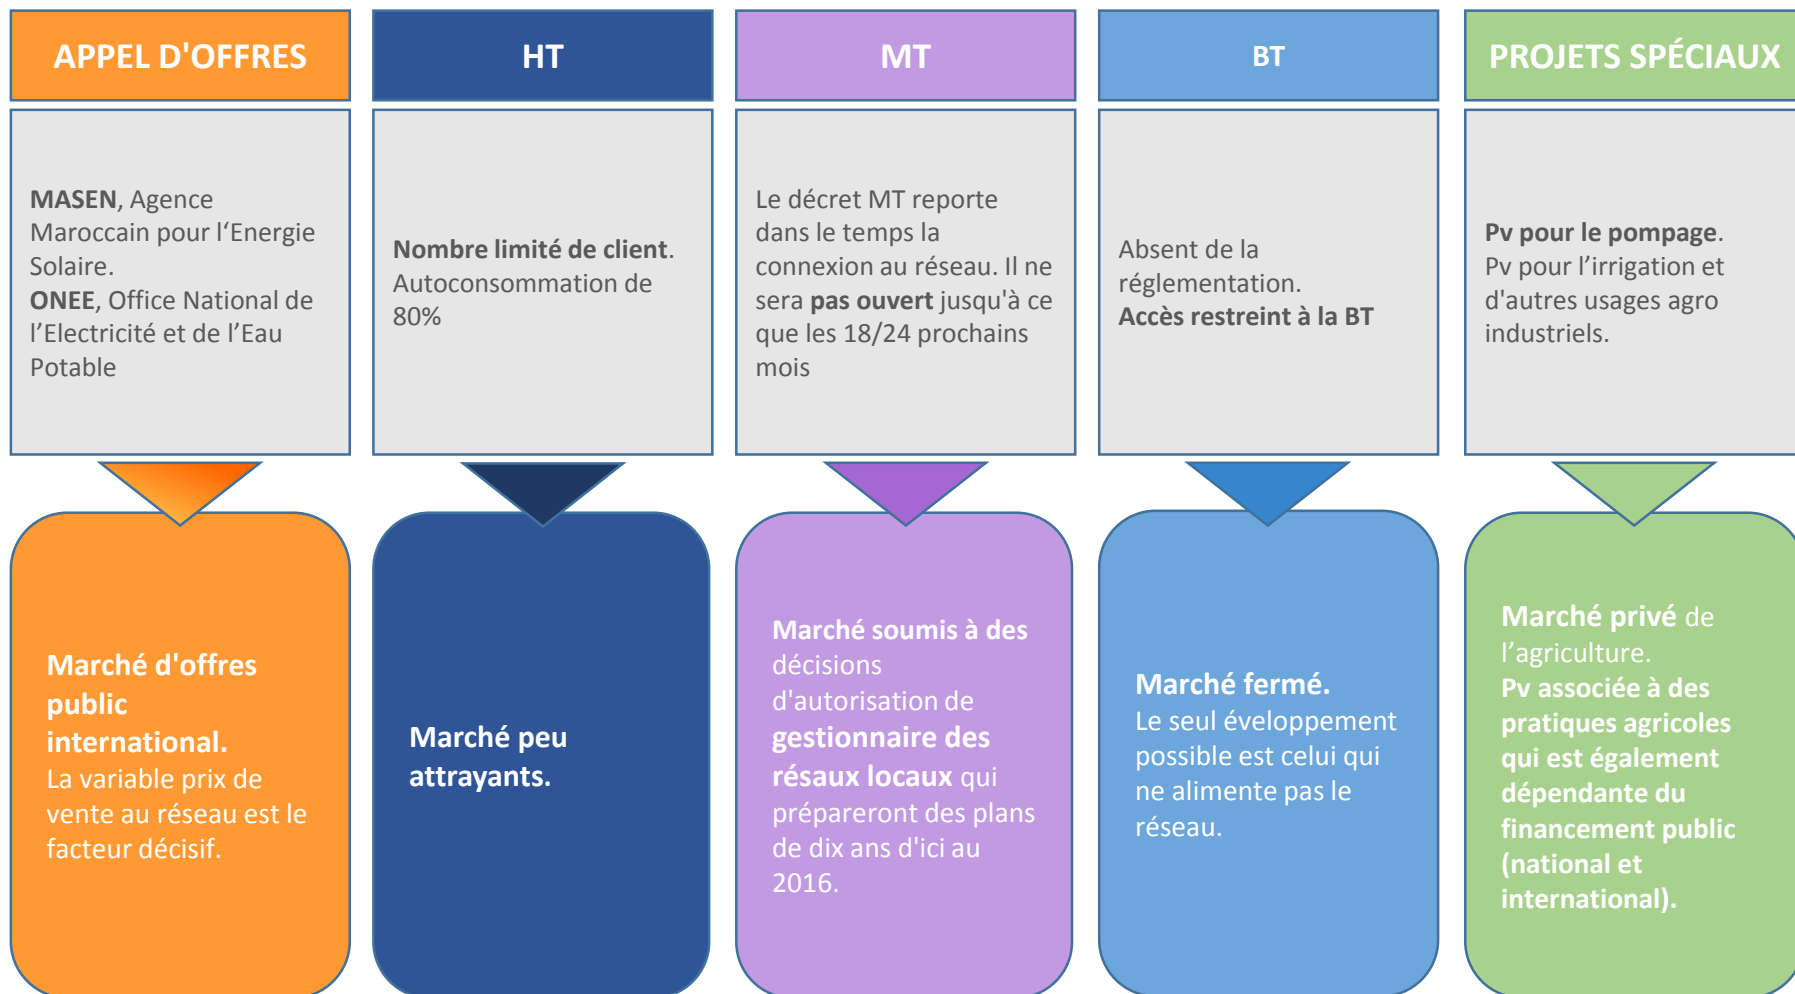 APPEL D'OFFRES
MASEN, Agence
Maroccain pour l‘Energie
Solaire.
ONEE, Office National de
l’Electricité et de l’Eau
Potable
Marché d'offres
public
international.
La variable prix de
vente au réseau est le
facteur décisif.
HT
Nombre limité de client.
Autoconsommation de
80%
Marché peu
attrayants.
MT
Le décret MT reporte
dans le temps la
connexion au réseau. Il ne
sera pas ouvert jusqu'à ce
que les 18/24 prochains
mois
Marché soumis à des
décisions
d'autorisation de
gestionnaire des
résaux locaux qui
prépareront des plans
de dix ans d'ici au
2016.
BT
Absent de la
réglementation.
Accès restreint à la BT
Marché fermé.
Le seul éveloppement
possible est celui qui
ne alimente pas le
réseau.
PROJETS SPÉCIAUX
Pv pour le pompage.
Pv pour l’irrigation et
d'autres usages agro
industriels.
Marché privé de
l’agriculture.
Pv associée à des
pratiques agricoles
qui est également
dépendante du
financement public
(national et
international).